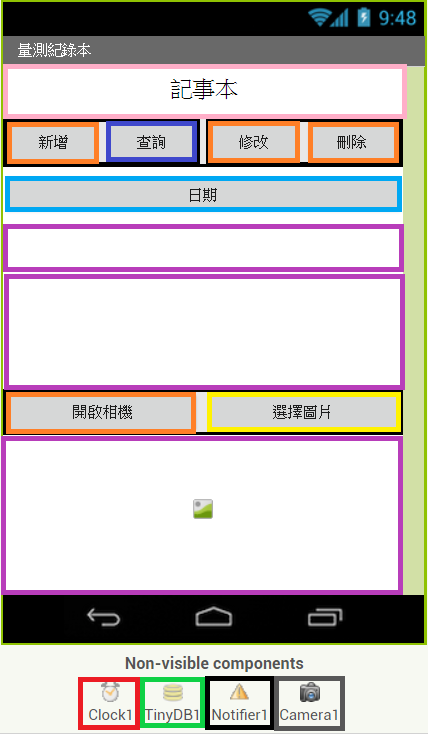 9:48
量測紀錄本
記事本
新增 查詢 修改 刪除
日期
開啟相機 選擇圖片
Non-visible components
Clock1 TinyDB1 Notifier1 Camera1